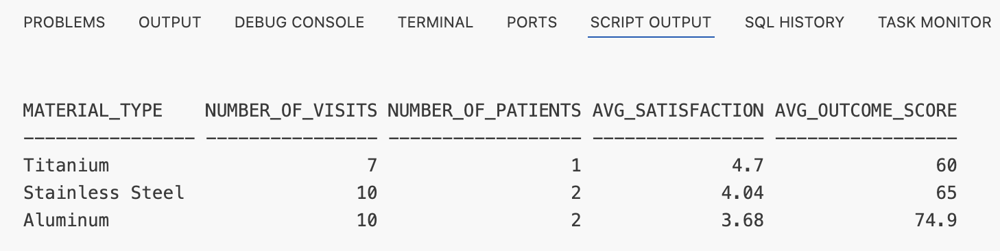 PROBLEMS OUTPUT DEBUG CONSOLE TERMINAL PORTS SCRIPT OUTPUT SQL HISTORY TASK MONITOR
MATERIAL_TYPE    NUMBER_OF_VISITS NUMBER_OF_PATIENTS AVG_SATISFACTION AVG_OUTCOME_SCORE
---------------- ---------------- ------------------ ---------------- -----------------
Titanium                        7                  1              4.7                60
Stainless Steel                10                  2             4.04                65
Aluminum                       10                  2             3.68              74.9